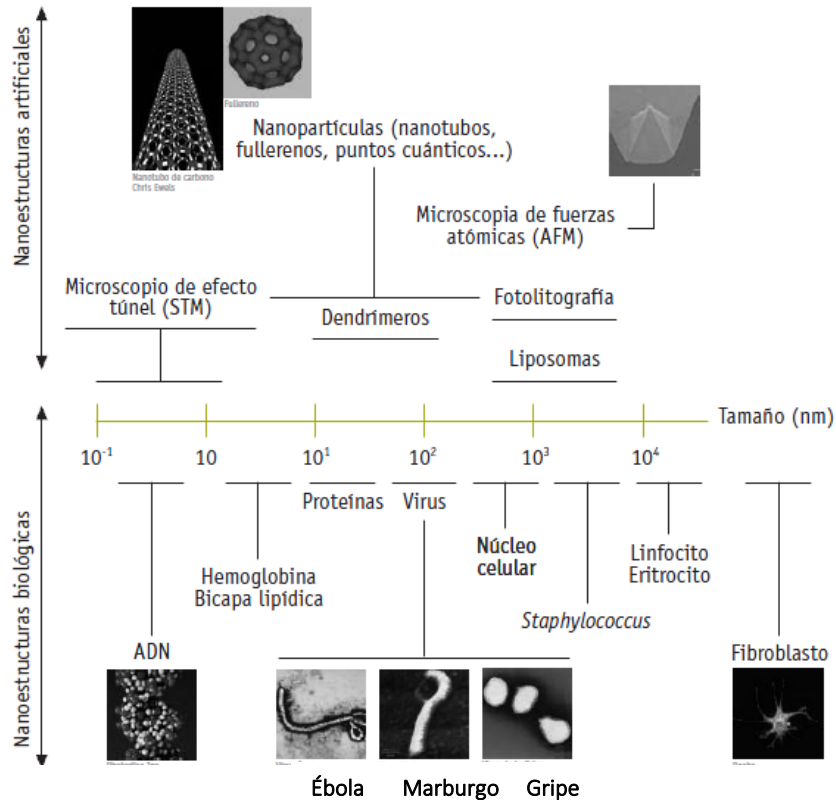 Nanoestructuras artificiales
Fullereno
Nanotubo de carbono
Chris Ewels
Nanopartículas (nanotubos,
fullerenos, puntos cuánticos...)
Microscopia de fuerzas
atómicas (AFM)
Microscopio de efecto
túnel (STM)
Dendrímeros
Fotolitografía
Liposomas
Tamaño (nm)
10-1 10 10¹ 10² 10³ 10⁴
Nanoestructuras biológicas
Proteínas
Virus
Núcleo
celular
Linfocito
Eritrocito
Hemoglobina
Bicapa lipídica
Staphylococcus
ADN
Fibroblasto
Ébola Marburgo Gripe